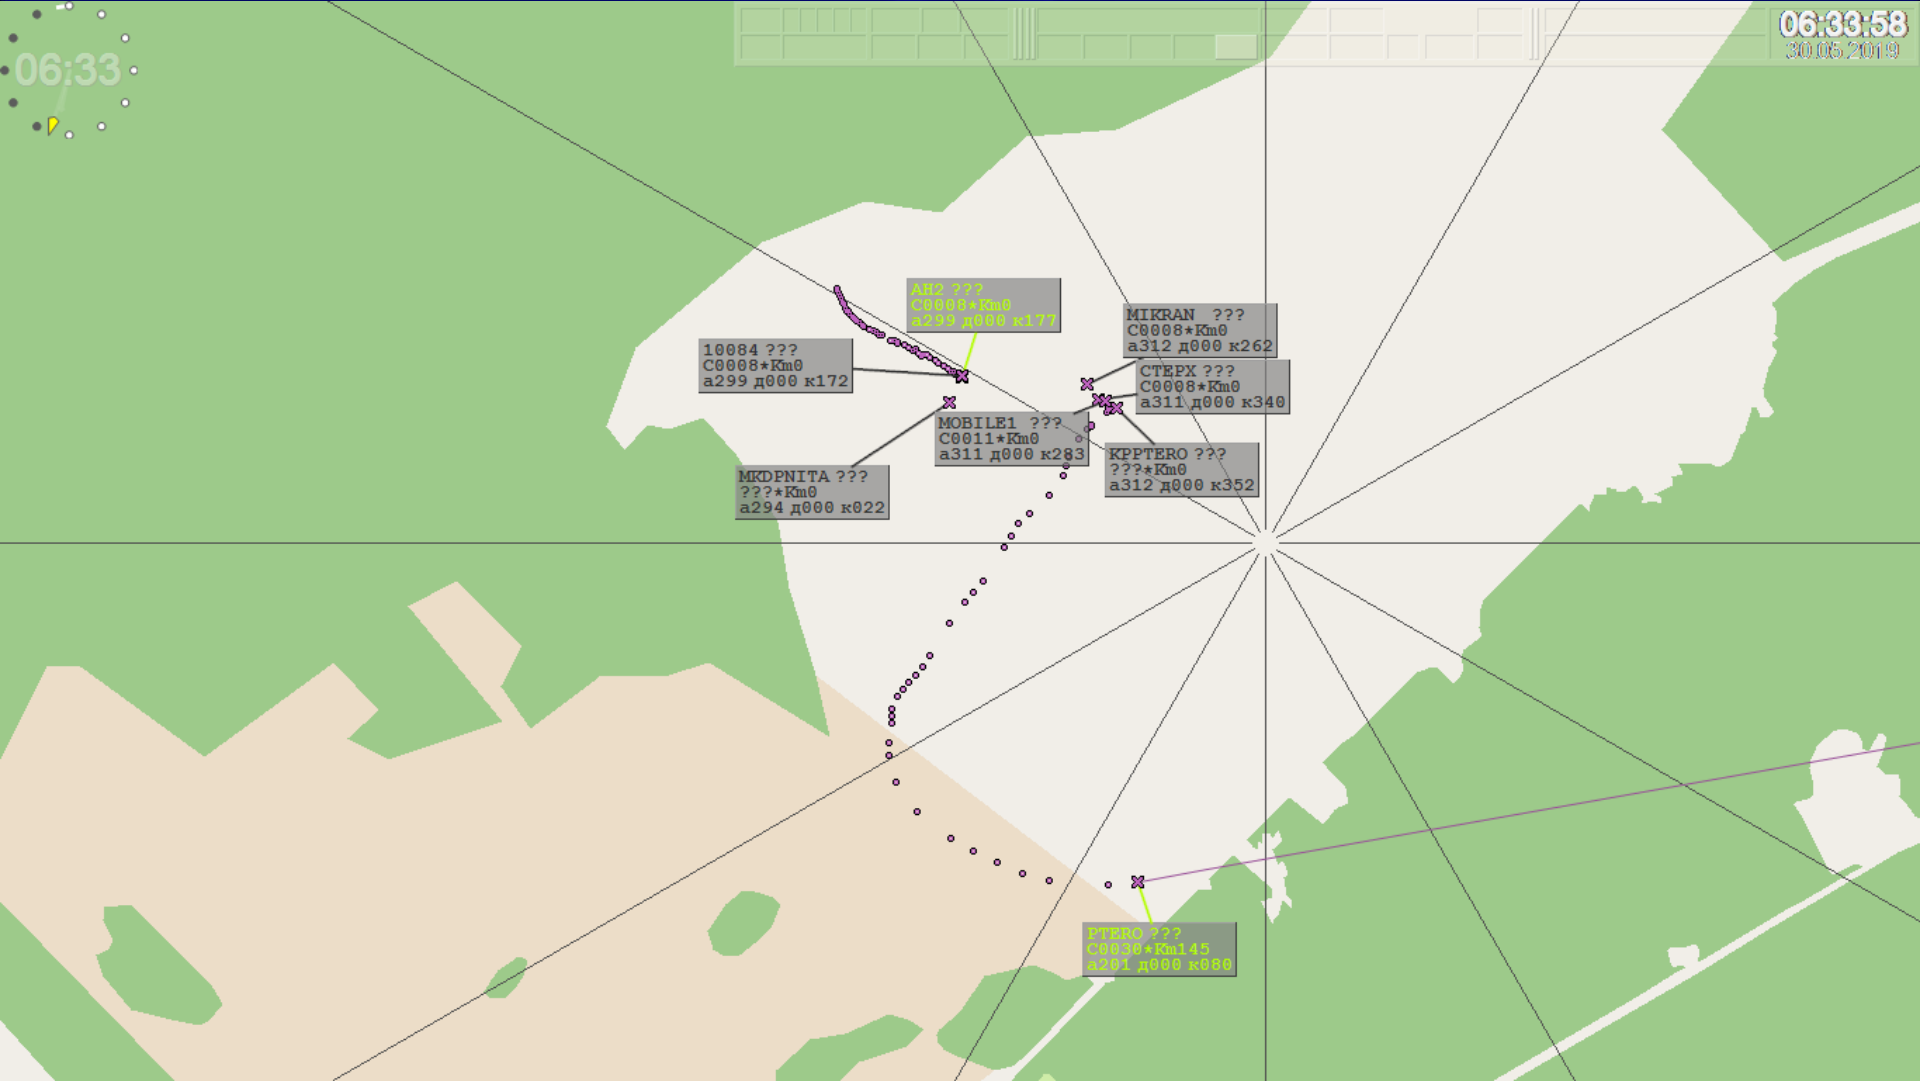 06:33
06:33:58
30.05.2019
АН2 ???
С0008*Km0
а299 д000 к177
MIKRAN ???
С0008*Km0
а312 д000 к262
10084 ???
С0008*Km0
а299 д000 к172
СТЕРХ ???
С0008*Km0
а311 д000 к340
MOBILE1 ???
С0011*Km0
а311 д000 к283
KPPTERO ???
???*Km0
а312 д000 к352
MKDPNITA ???
???*Km0
а294 д000 к022
PTERO ???
С0030*Km145
а201 д000 к080